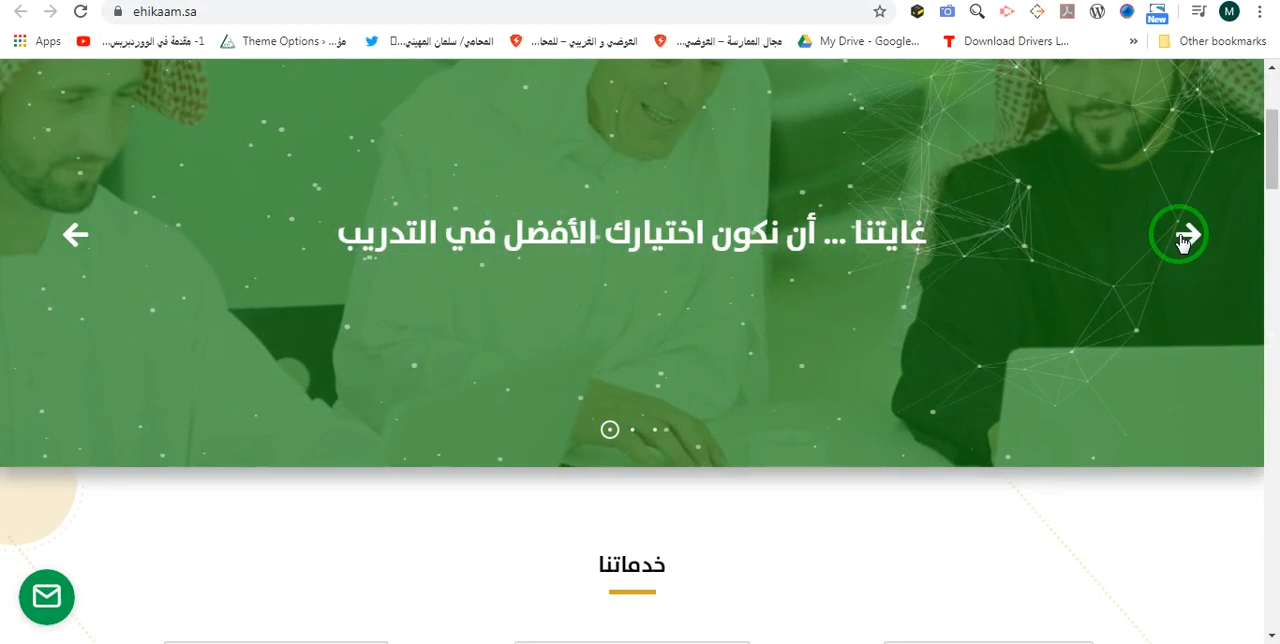 ehikaam.sa
M
Apps
1- مقدمة في الووردبريس...
Theme Options › ...مؤ
المحامي/ سلمان المهيني...
العوضي و الغريبي – للمحا...
مجال الممارسة – العوضي...
My Drive - Google...
Download Drivers L...
»
Other bookmarks
New
غايتنا ... أن نكون اختيارك الأفضل في التدريب
خدماتنا